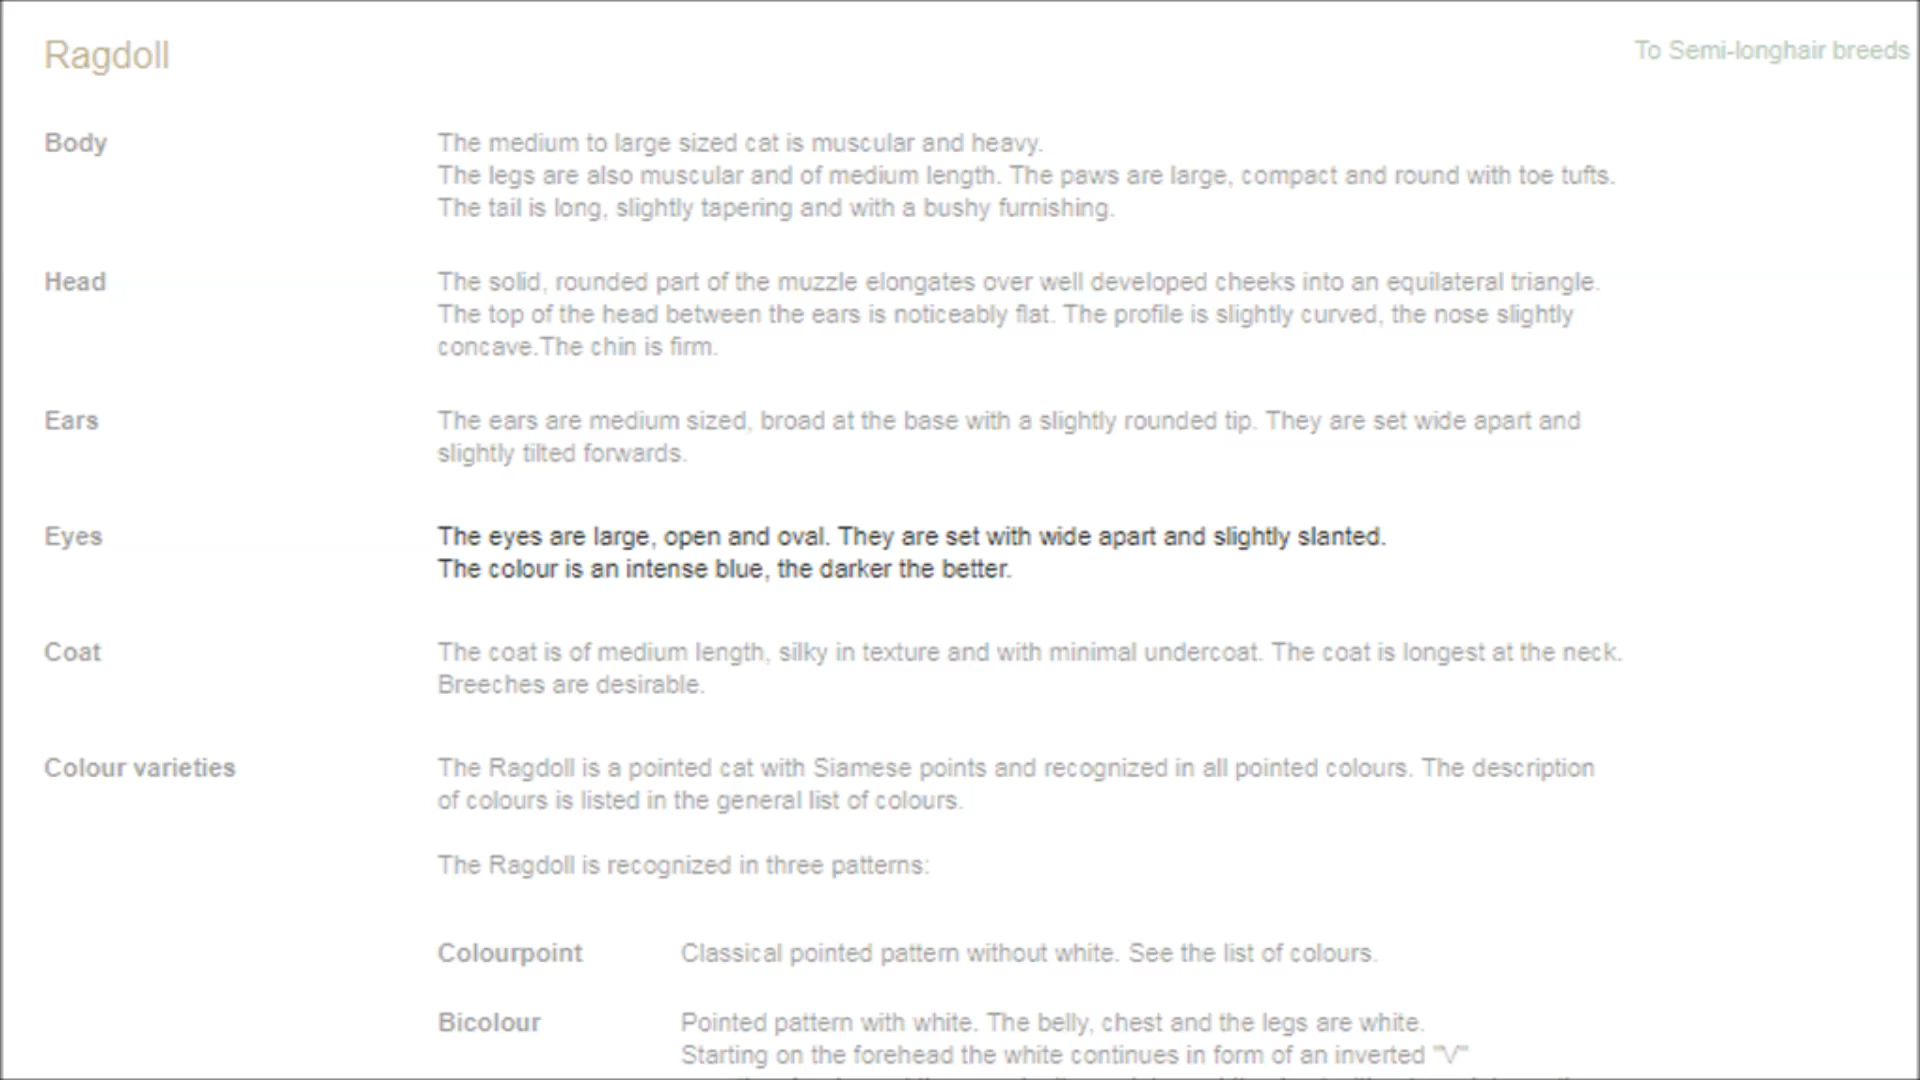 Ragdoll
To Semi-longhair breeds
Body
The medium to large sized cat is muscular and heavy.
The legs are also muscular and of medium length. The paws are large, compact and round with toe tufts.
The tail is long, slightly tapering and with a bushy furnishing.
Head
The solid, rounded part of the muzzle elongates over well developed cheeks into an equilateral triangle.
The top of the head between the ears is noticeably flat. The profile is slightly curved, the nose slightly
concave.The chin is firm.
Ears
The ears are medium sized, broad at the base with a slightly rounded tip. They are set wide apart and
slightly tilted forwards.
Eyes
The eyes are large, open and oval. They are set with wide apart and slightly slanted.
The colour is an intense blue, the darker the better.
Coat
The coat is of medium length, silky in texture and with minimal undercoat. The coat is longest at the neck.
Breeches are desirable.
Colour varieties
The Ragdoll is a pointed cat with Siamese points and recognized in all pointed colours. The description
of colours is listed in the general list of colours.
The Ragdoll is recognized in three patterns:
Colourpoint
Classical pointed pattern without white. See the list of colours.
Bicolour
Pointed pattern with white. The belly, chest and the legs are white.
Starting on the forehead the white continues in form of an inverted "V"